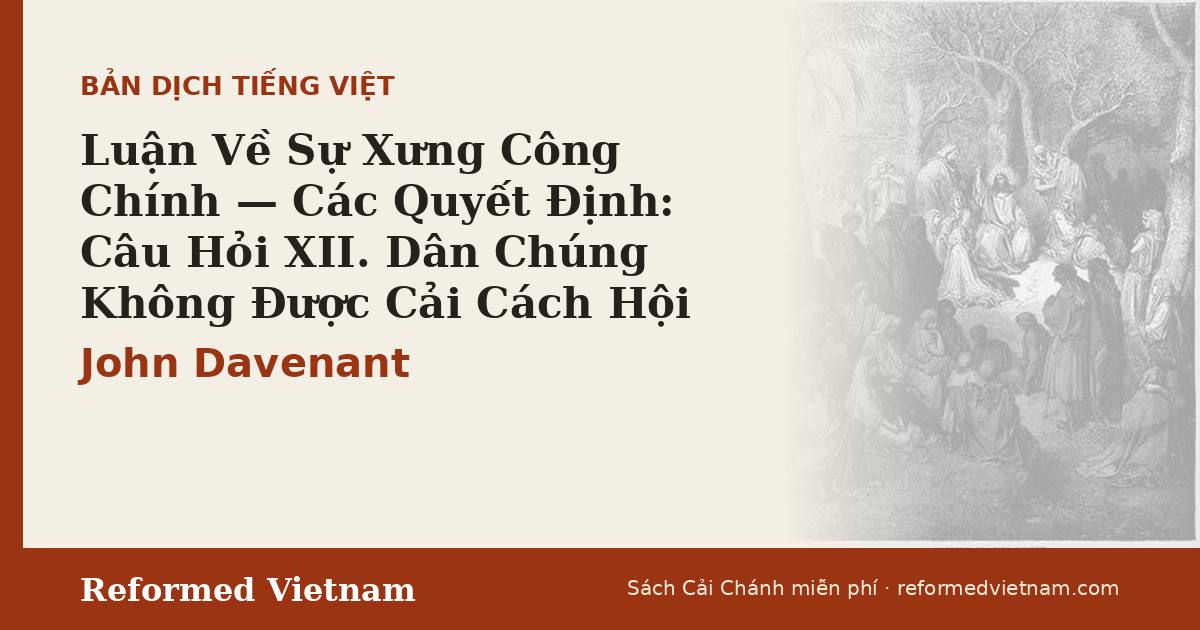 BẢN DỊCH TIẾNG VIỆT
Luận Về Sự Xưng Công
Chính — Các Quyết Định:
Câu Hỏi XII. Dân Chúng
Không Được Cải Cách Hội
John Davenant
Reformed Vietnam
Sách Cải Chánh miễn phí · reformedvietnam.com